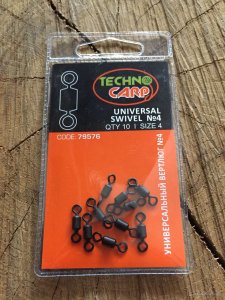 TECHNO
CARP
UNIVERSAL
SWIVEL №4
QTY 10 | SIZE 4
CODE: 79576
УНИВЕРСАЛЬНЫЙ ВЕРТЛЮГ №4